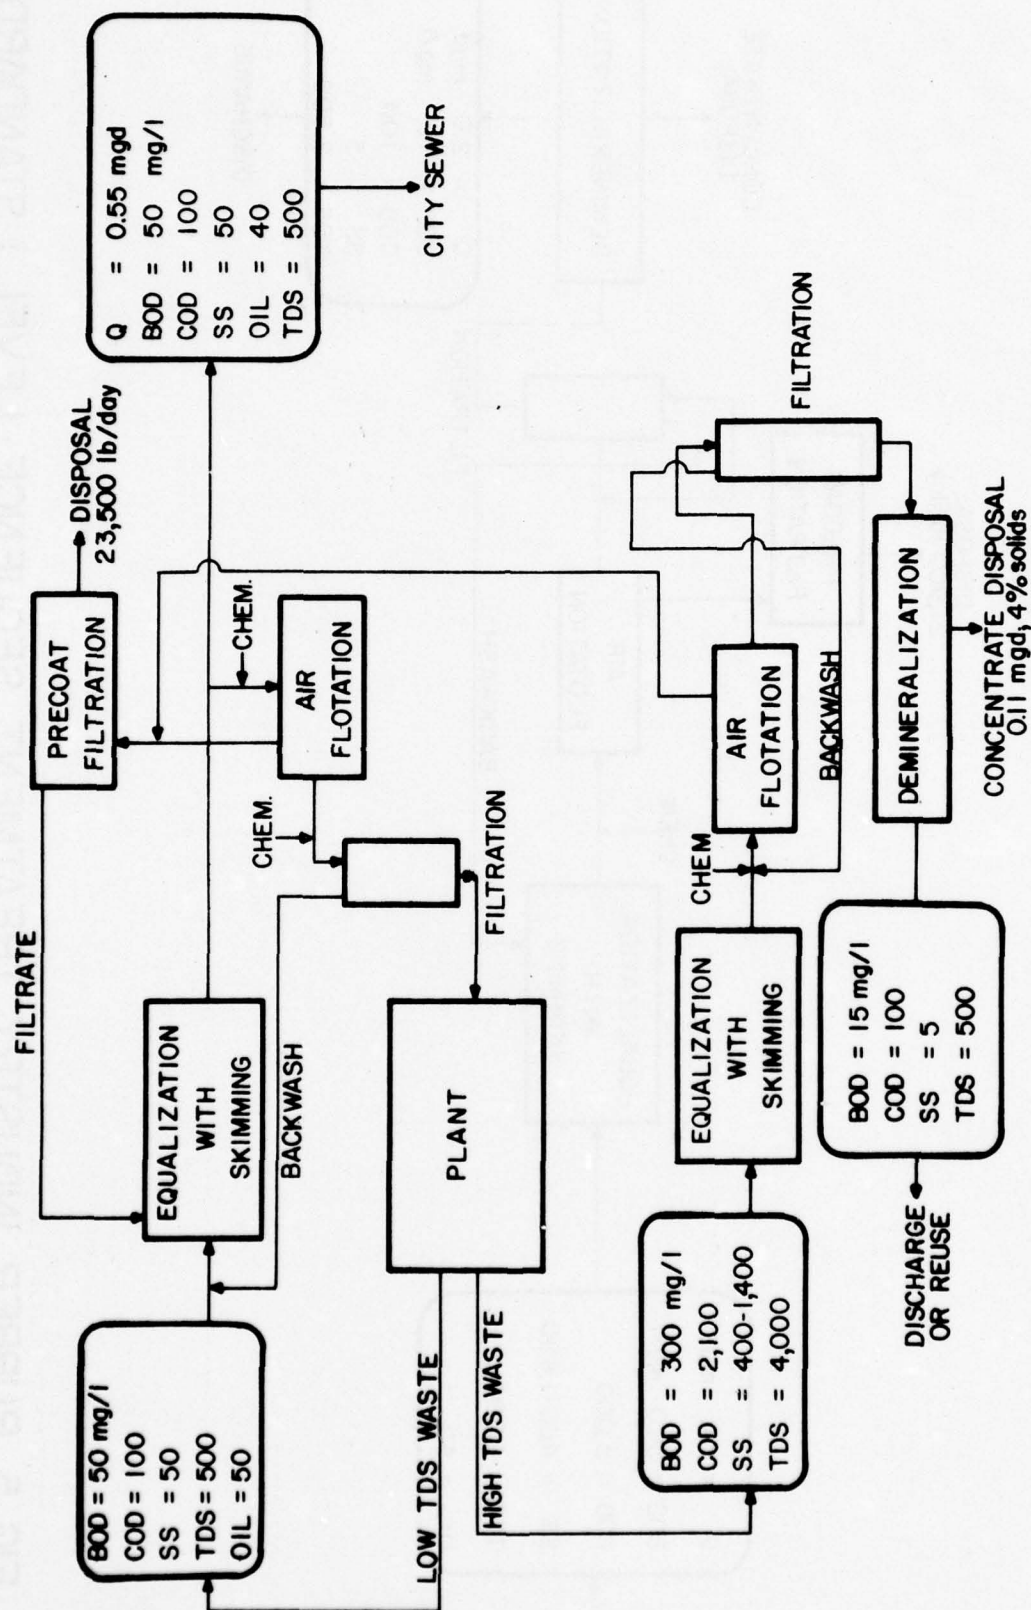 BOD = 50 mg/l
COD = 100
SS = 50
TDS = 500
OIL = 50
FILTRATE
EQUALIZATION
WITH
SKIMMING
BACKWASH
PRECOAT
FILTRATION
DISPOSAL
23,500 lb/day
CHEM.
AIR
FLOTATION
CHEM.
FILTRATION
Q = 0.55 mgd
BOD = 50 mg/l
COD = 100
SS = 50
OIL = 40
TDS = 500
CITY SEWER
LOW TDS WASTE
HIGH TDS WASTE
PLANT
BOD = 300 mg/l
COD = 2,100
SS = 400-1,400
TDS = 4,000
EQUALIZATION
WITH
SKIMMING
CHEM
AIR
FLOTATION
BACKWASH
FILTRATION
DEMINERALIZATION
CONCENTRATE DISPOSAL
0.11 mgd, 4% solids
BOD = 15 mg/l
COD = 100
SS = 5
TDS = 500
DISCHARGE
OR REUSE